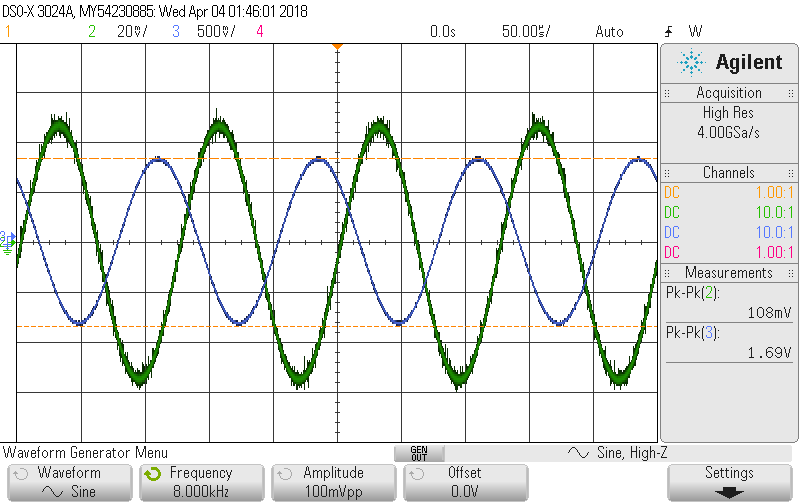 DSO-X 3024A, MY54230885: Wed Apr 04 01:46:01 2018
1 2 20mV/ 3 500mV/ 4 0.0s 50.00us/ Auto W
Agilent
Acquisition
High Res
4.00GSa/s
Channels
DC 1.00:1
DC 10.0:1
DC 10.0:1
DC 1.00:1
Measurements
Pk-Pk(2):
108mV
Pk-Pk(3):
1.69V
Waveform Generator Menu
GEN OUT
Sine, High-Z
Waveform
Sine
Frequency
8.000kHz
Amplitude
100mVpp
Offset
0.0V
Settings